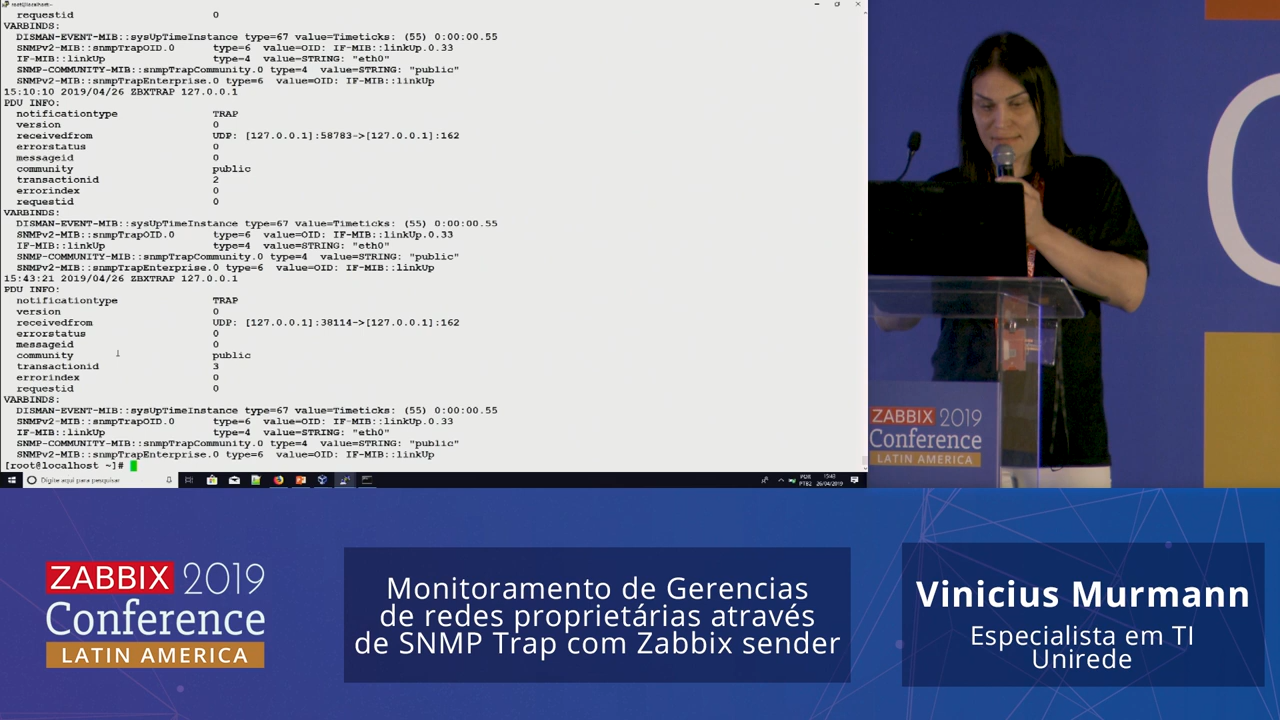 root@localhost:~
requestid 0
VARBINDS:
DISMAN-EVENT-MIB::sysUpTimeInstance type=67 value=Timeticks: (55) 0:00:00.55
SNMPv2-MIB::snmpTrapOID.0 type=6 value=OID: IF-MIB::linkUp.0.33
IF-MIB::linkUp type=4 value=STRING: "eth0"
SNMP-COMMUNITY-MIB::snmpTrapCommunity.0 type=4 value=STRING: "public"
SNMPv2-MIB::snmpTrapEnterprise.0 type=6 value=OID: IF-MIB::linkUp
15:10:10 2019/04/26 ZBXTRAP 127.0.0.1
PDU INFO:
notificationtype TRAP
version 0
receivedfrom UDP: [127.0.0.1]:58783->[127.0.0.1]:162
errorstatus 0
messageid 0
community public
transactionid 2
errorindex 0
requestid 0
VARBINDS:
DISMAN-EVENT-MIB::sysUpTimeInstance type=67 value=Timeticks: (55) 0:00:00.55
SNMPv2-MIB::snmpTrapOID.0 type=6 value=OID: IF-MIB::linkUp.0.33
IF-MIB::linkUp type=4 value=STRING: "eth0"
SNMP-COMMUNITY-MIB::snmpTrapCommunity.0 type=4 value=STRING: "public"
SNMPv2-MIB::snmpTrapEnterprise.0 type=6 value=OID: IF-MIB::linkUp
15:43:21 2019/04/26 ZBXTRAP 127.0.0.1
PDU INFO:
notificationtype TRAP
version 0
receivedfrom UDP: [127.0.0.1]:38114->[127.0.0.1]:162
errorstatus 0
messageid 0
community public
transactionid 3
errorindex 0
requestid 0
VARBINDS:
DISMAN-EVENT-MIB::sysUpTimeInstance type=67 value=Timeticks: (55) 0:00:00.55
SNMPv2-MIB::snmpTrapOID.0 type=6 value=OID: IF-MIB::linkUp.0.33
IF-MIB::linkUp type=4 value=STRING: "eth0"
SNMP-COMMUNITY-MIB::snmpTrapCommunity.0 type=4 value=STRING: "public"
SNMPv2-MIB::snmpTrapEnterprise.0 type=6 value=OID: IF-MIB::linkUp
[root@localhost ~]#
Digite aqui para pesquisar
POR
PTB2
15:43
26/04/2019
ZABBIX 2019
Conference
LATIN AMERICA
ZABBIX 2019
Conference
LATIN AMERICA
Monitoramento de Gerencias
de redes proprietárias através
de SNMP Trap com Zabbix sender
Vinicius Murmann
Especialista em TI
Unirede